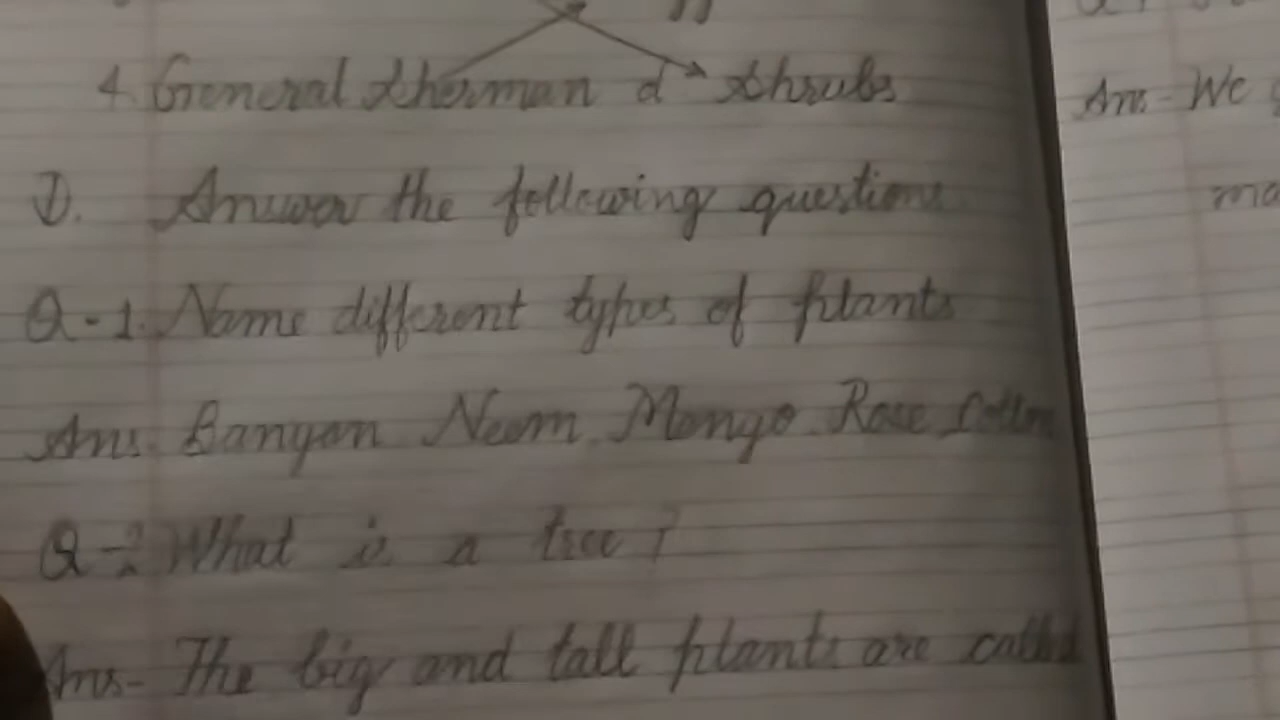 4. General Sherman d Shrubs
D. Answer the following questions
Q-1. Name different types of plants
Ans. Banyan Neem Mango Rose Cotton
Q-2 What is a tree?
Ans- The big and tall plants are called
Ans- We